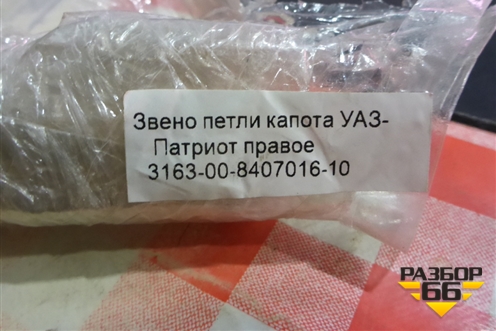 Звено петли капота УАЗ-
Патриот правое
3163-00-8407016-10
РАЗБОР
66